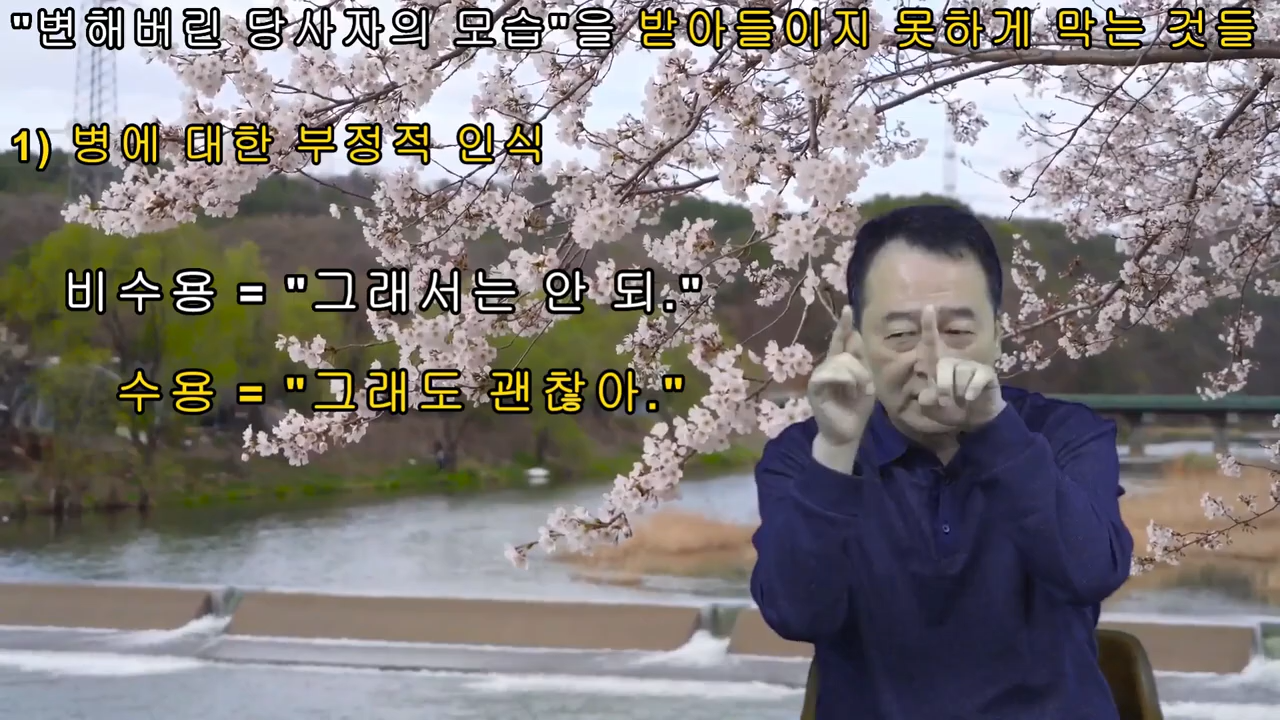 "변해버린 당사자의 모습"을 받아들이지 못하게 막는 것들
1) 병에 대한 부정적 인식
비수용 = "그래서는 안 되."
수용 = "그래도 괜찮아."